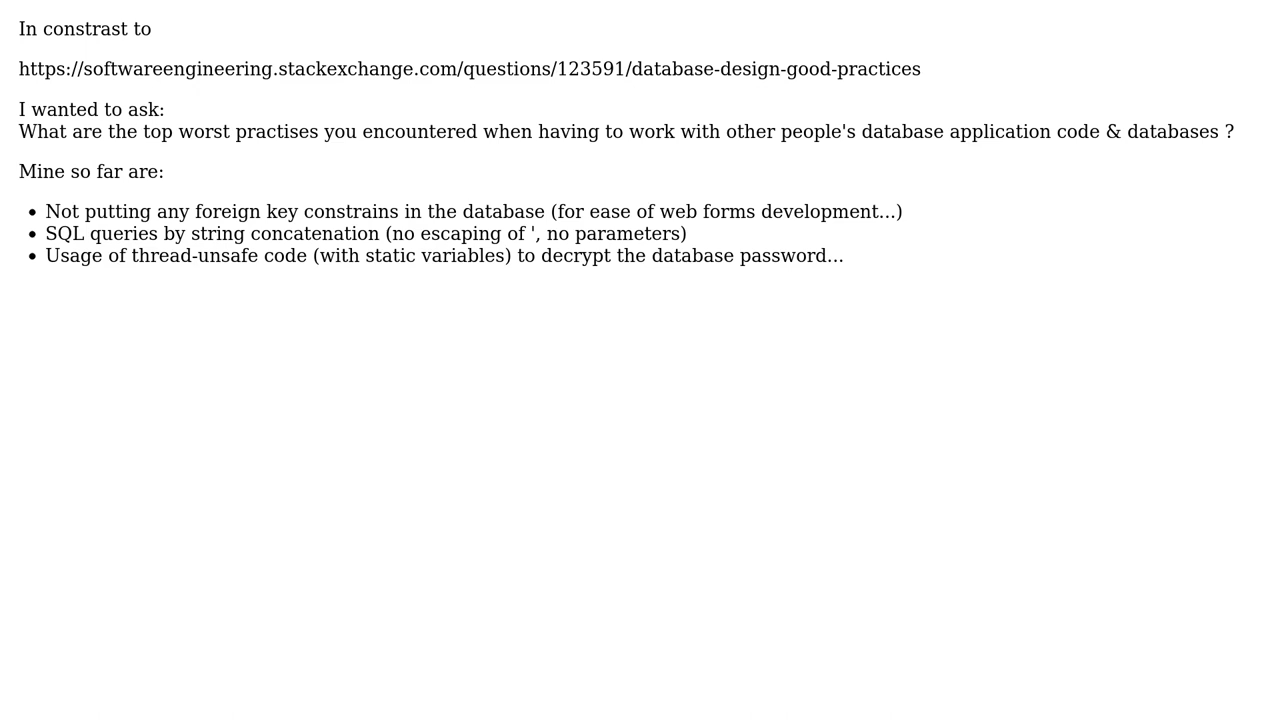 In constrast to
https://softwareengineering.stackexchange.com/questions/123591/database-design-good-practices
I wanted to ask:
What are the top worst practises you encountered when having to work with other people's database application code & databases ?
Mine so far are:
• Not putting any foreign key constrains in the database (for ease of web forms development...)
• SQL queries by string concatenation (no escaping of ', no parameters)
• Usage of thread-unsafe code (with static variables) to decrypt the database password...